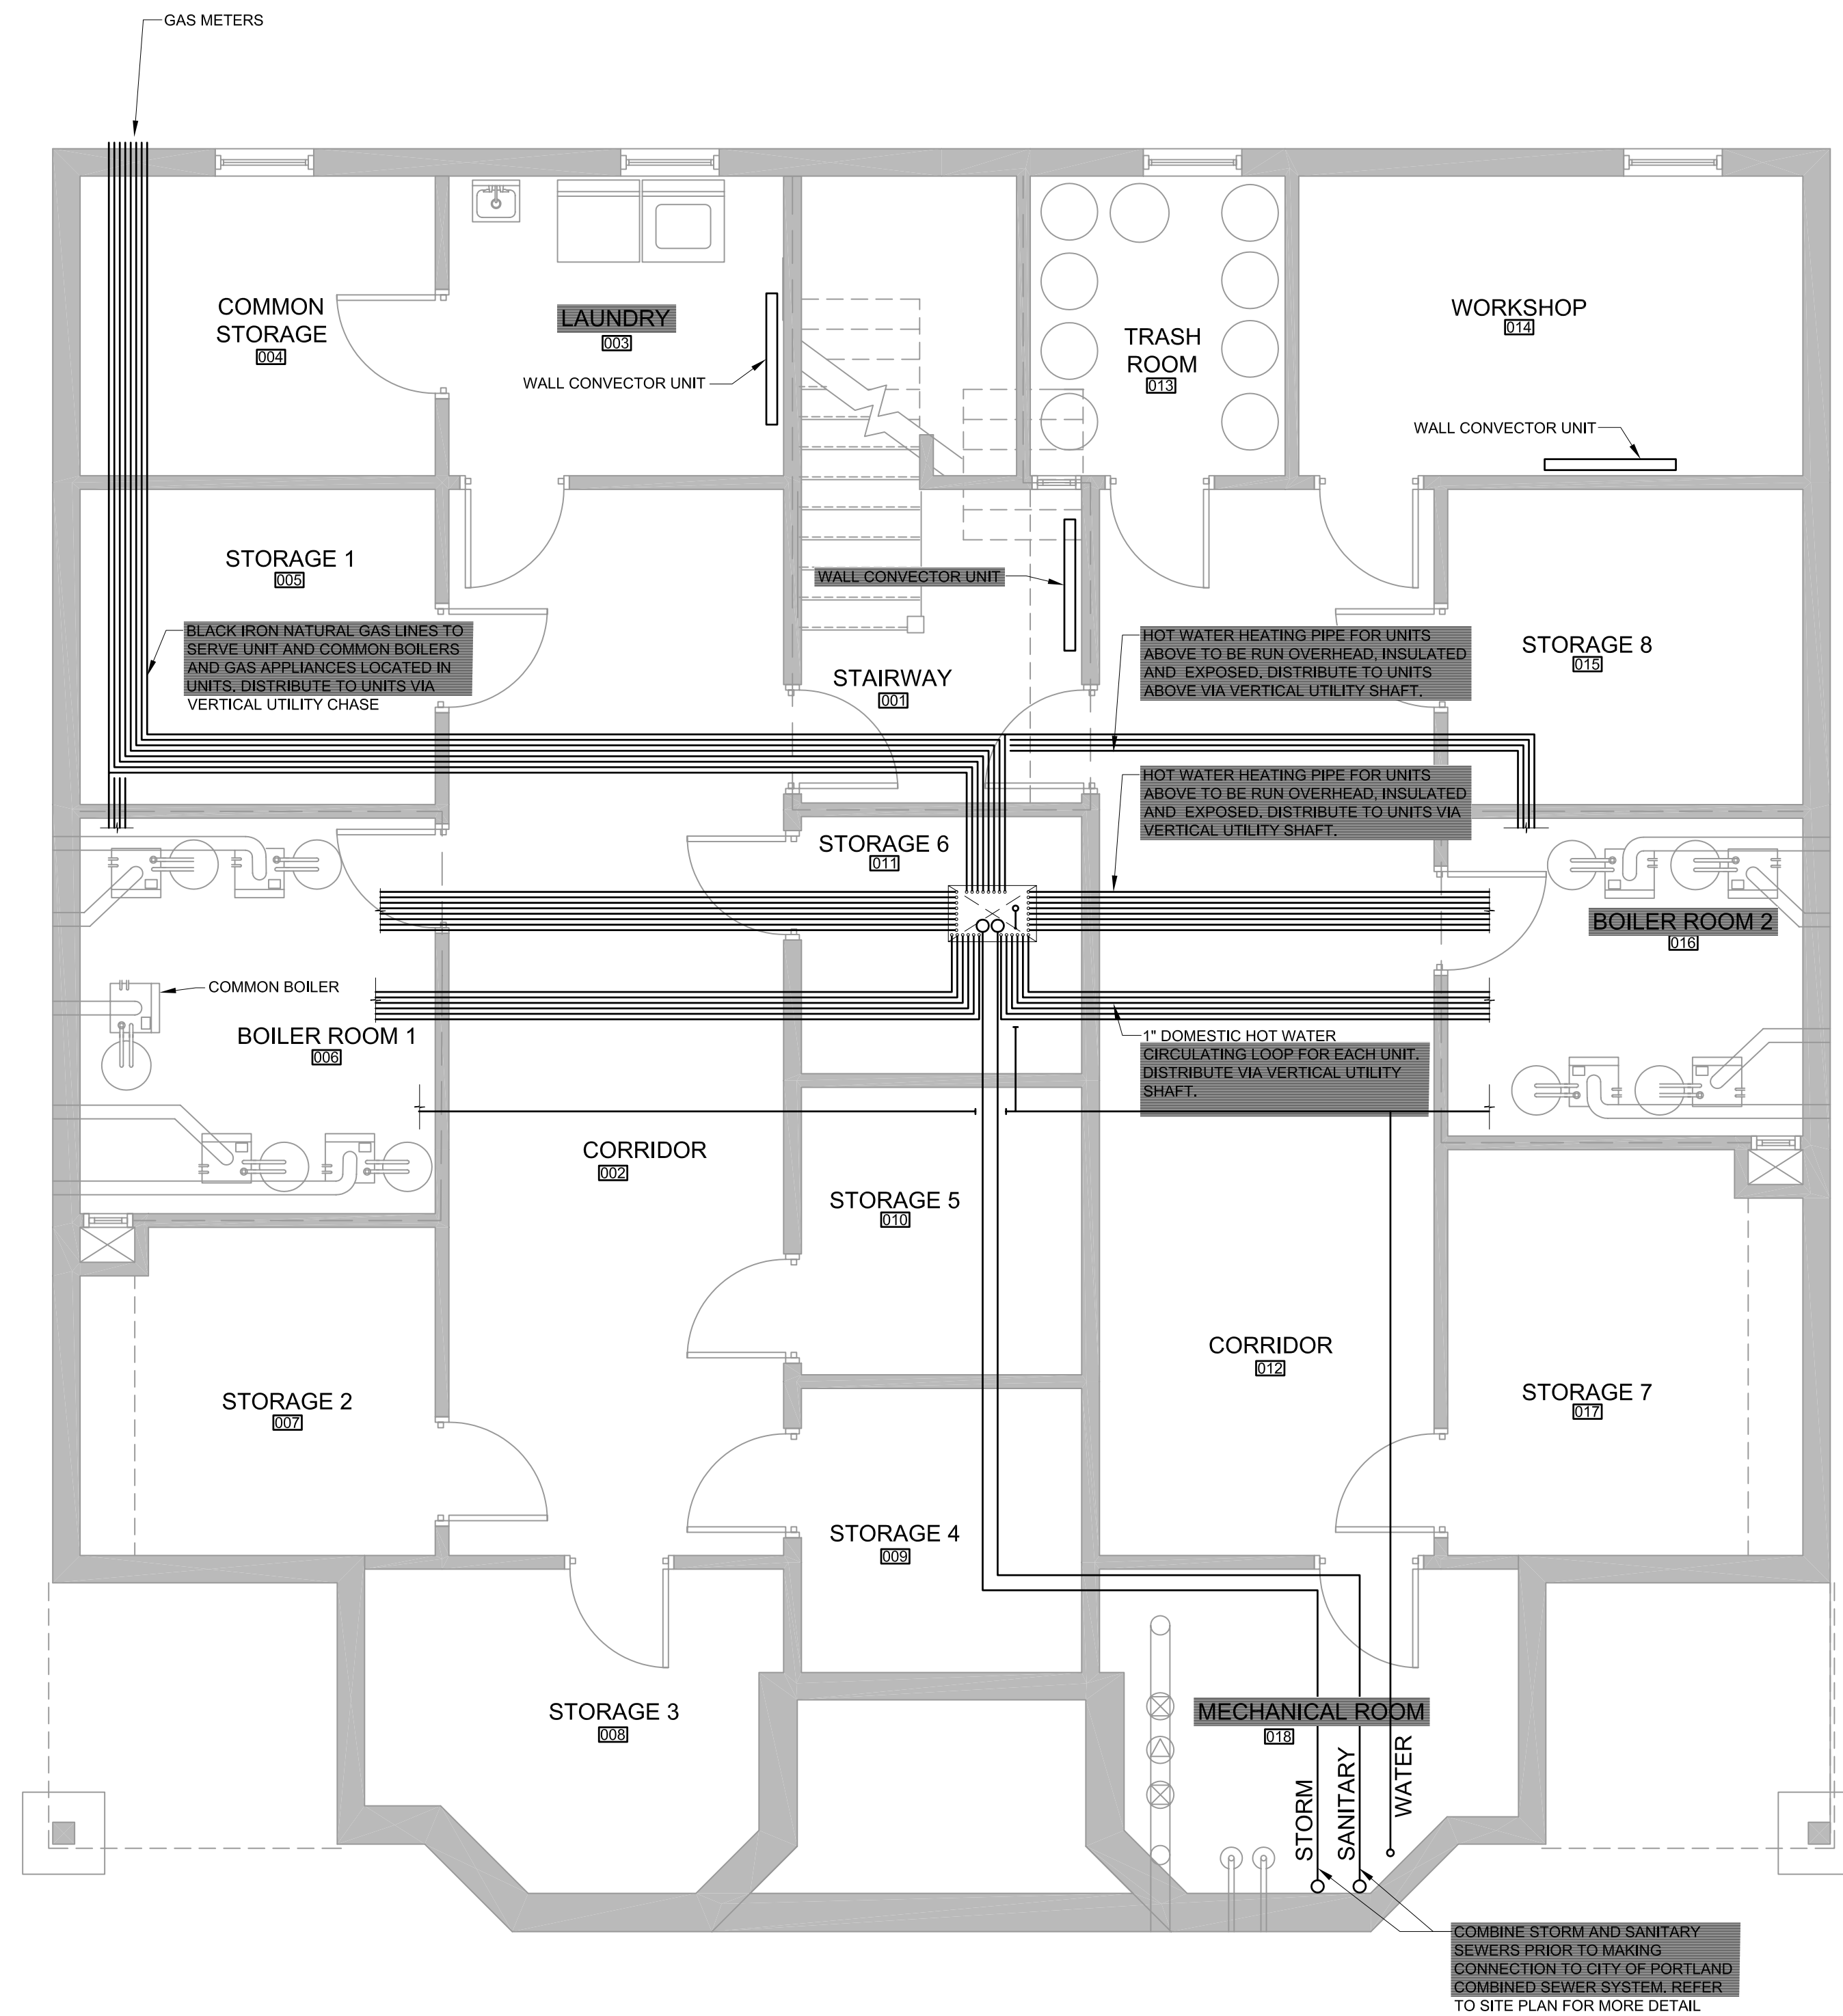 GAS METERS
COMMON
STORAGE
004
LAUNDRY
003
WALL CONVECTOR UNIT
TRASH
ROOM
013
WORKSHOP
014
WALL CONVECTOR UNIT
STORAGE 1
005
WALL CONVECTOR UNIT
BLACK IRON NATURAL GAS LINES TO
SERVE UNIT AND COMMON BOILERS
AND GAS APPLIANCES LOCATED IN
UNITS. DISTRIBUTE TO UNITS VIA
VERTICAL UTILITY CHASE
STAIRWAY
001
HOT WATER HEATING PIPE FOR UNITS
ABOVE TO BE RUN OVERHEAD, INSULATED
AND EXPOSED. DISTRIBUTE TO UNITS
ABOVE VIA VERTICAL UTILITY SHAFT.
STORAGE 8
015
HOT WATER HEATING PIPE FOR UNITS
ABOVE TO BE RUN OVERHEAD, INSULATED
AND EXPOSED. DISTRIBUTE TO UNITS VIA
VERTICAL UTILITY SHAFT.
STORAGE 6
011
BOILER ROOM 2
016
COMMON BOILER
BOILER ROOM 1
006
1" DOMESTIC HOT WATER
CIRCULATING LOOP FOR EACH UNIT.
DISTRIBUTE VIA VERTICAL UTILITY
SHAFT.
CORRIDOR
002
STORAGE 5
010
CORRIDOR
012
STORAGE 2
007
STORAGE 7
017
STORAGE 4
009
STORAGE 3
008
MECHANICAL ROOM
018
STORM
SANITARY
WATER
COMBINE STORM AND SANITARY
SEWERS PRIOR TO MAKING
CONNECTION TO CITY OF PORTLAND
COMBINED SEWER SYSTEM. REFER
TO SITE PLAN FOR MORE DETAIL